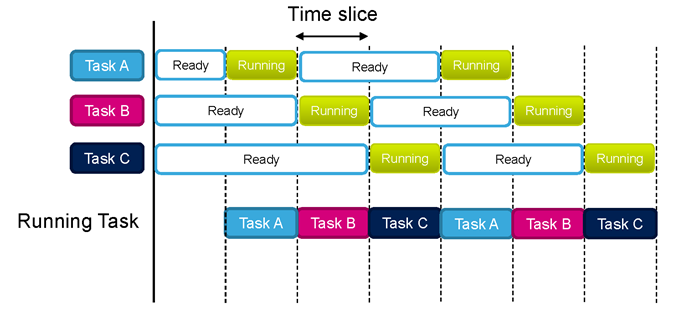 Time slice
Task A Ready Running Ready Running
Task B Ready Running Ready Running
Task C Ready Running Ready Running
Running Task Task A Task B Task C Task A Task B Task C